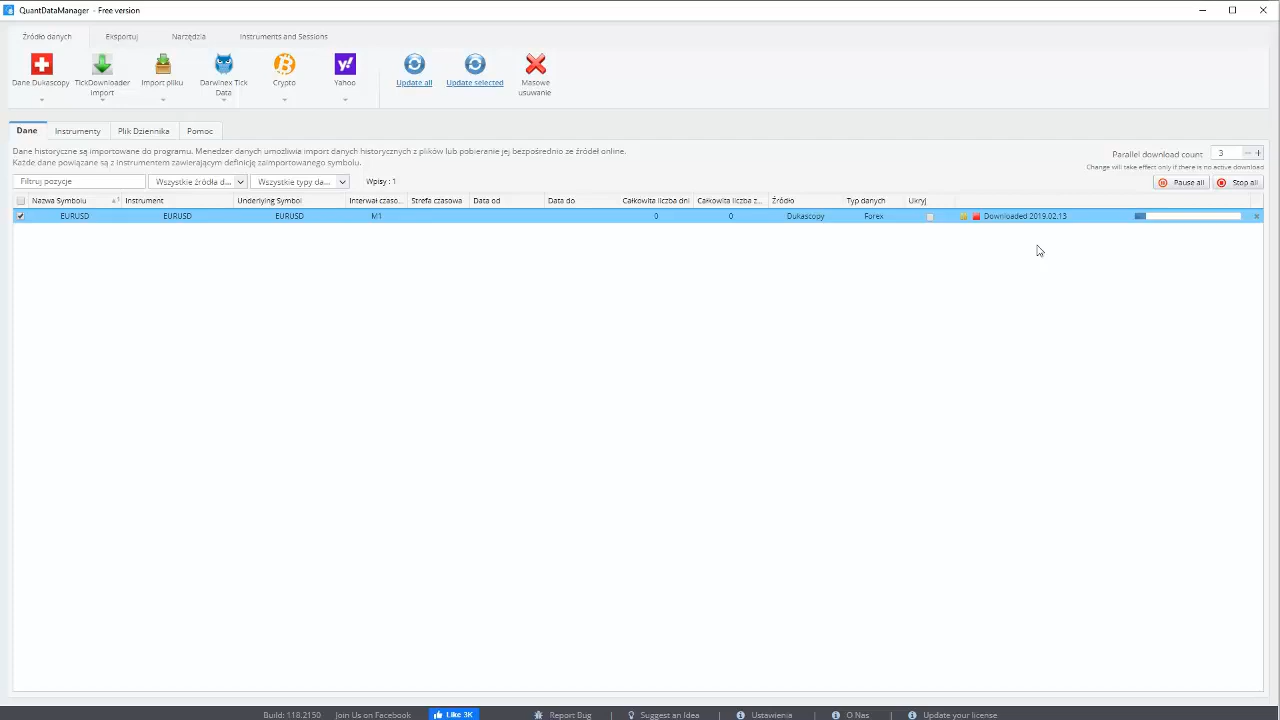 QuantDataManager - Free version
Źródło danych Eksportuj Narzędzia Instruments and Sessions
Dane Dukascopy
TickDownloader Import
Import pliku
Darwinex Tick Data
Crypto
Yahoo
Update all
Update selected
Masowe usuwanie
Dane Instrumenty Plik Dziennika Pomoc
Dane historyczne są importowane do programu. Menedżer danych umożliwia import danych historycznych z plików lub pobieranie jej bezpośrednio ze źródeł online.
Każde dane powiązane są z instrumentem zawierającym definicję zaimportowanego symbolu.
Parallel download count 3
Change will take effect only if there is no active download
Filtruj pozycje Wszystkie źródła d... Wszystkie typy da... Wpisy : 1 Pause all Stop all
Nazwa Symbolu Instrument Underlying Symbol Interwał czaso... Strefa czasowa Data od Data do Całkowita liczba dni Całkowita liczba z... Źródło Typ danych Ukryj
EURUSD EURUSD EURUSD M1 0 0 Dukascopy Forex Downloaded 2019.02.13
Build: 118.2150 Join Us on Facebook Like 3K Report Bug Suggest an Idea Ustawienia O Nas Update your license